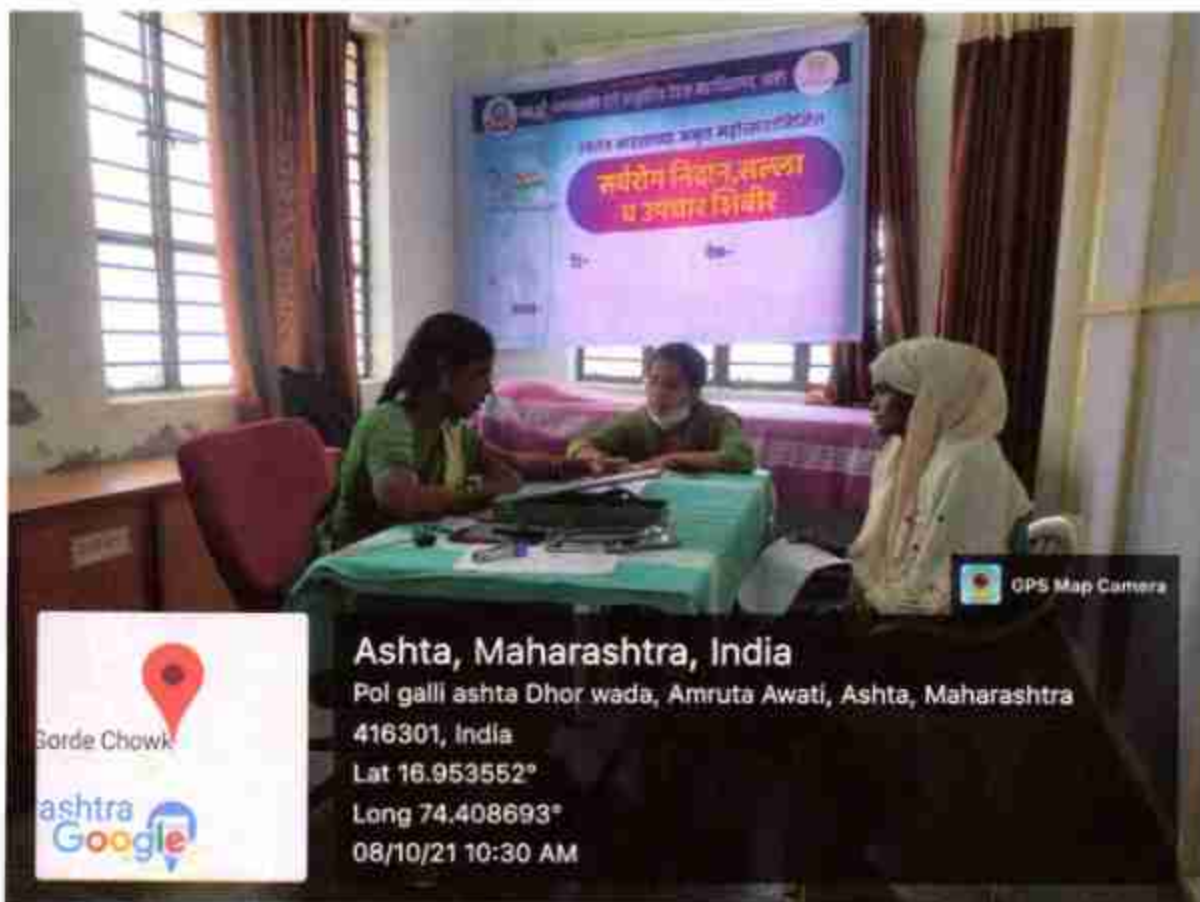 सर्वरोग निदान,सल्ला
व उपचार शिबीर
GPS Map Camera
Gorde Chowk
rashtra
Google
Ashta, Maharashtra, India
Pol galli ashta Dhor wada, Amruta Awati, Ashta, Maharashtra
416301, India
Lat 16.953552°
Long 74.408693°
08/10/21 10:30 AM